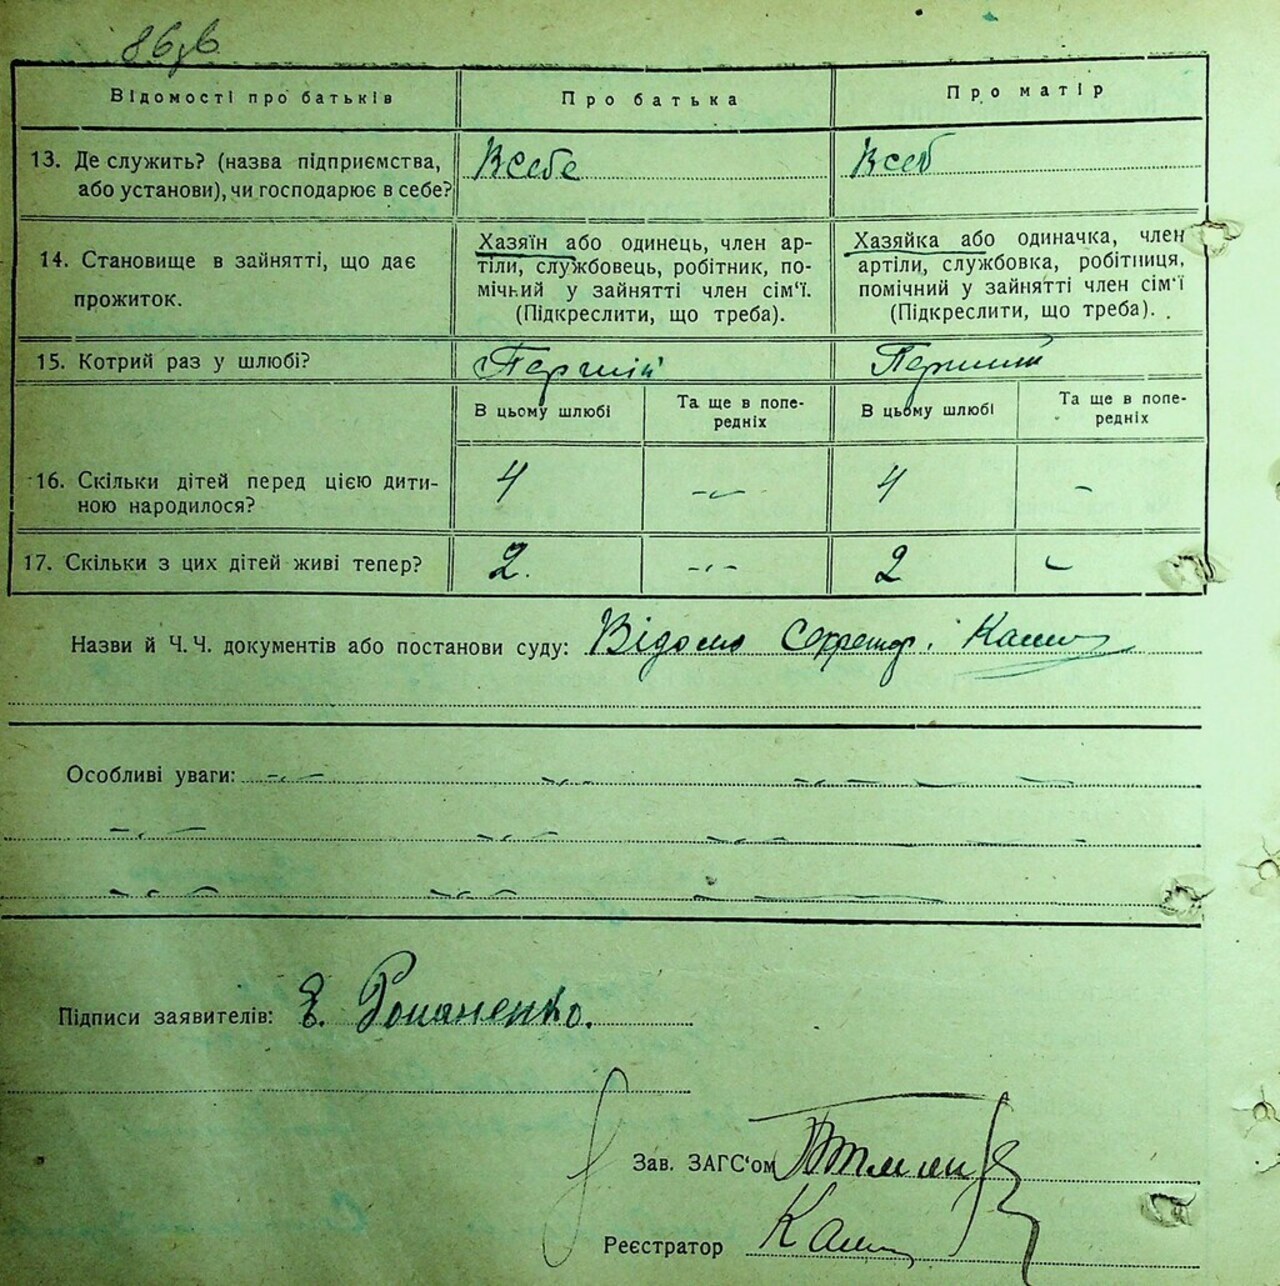 Відомості про батьків Про батька Про матір
13. Де служить? (назва підприємства, або установи), чи господарює в себе? Всебе Всеб
14. Становище в зайнятті, що дає прожиток.
Хазяїн або одинець, член ар-
тілі, службовець, робітник, по-
мічний у зайнятті член сім'ї.
(Підкреслити, що треба).
Хазяйка або одиначка, член
артіли, службовка, робітниця,
помічний у зайнятті член сім'ї
(Підкреслити, що треба).
15. Котрий раз у шлюбі? Перший Перший
В цьому шлюбі Та ще в попе-
редніх В цьому шлюбі Та ще в попе-
редніх
16. Скільки дітей перед цією дити-
ною народилося? 4 - 4 -
17. Скільки з цих дітей живі тепер? 2. - 2 -
Назви й Ч.Ч. документів або постанови суду: Відомо Секретар.
Особливі уваги:
Підписи заявителів: Є. Романенко.
Зав. ЗАГС'ом
Реєстратор